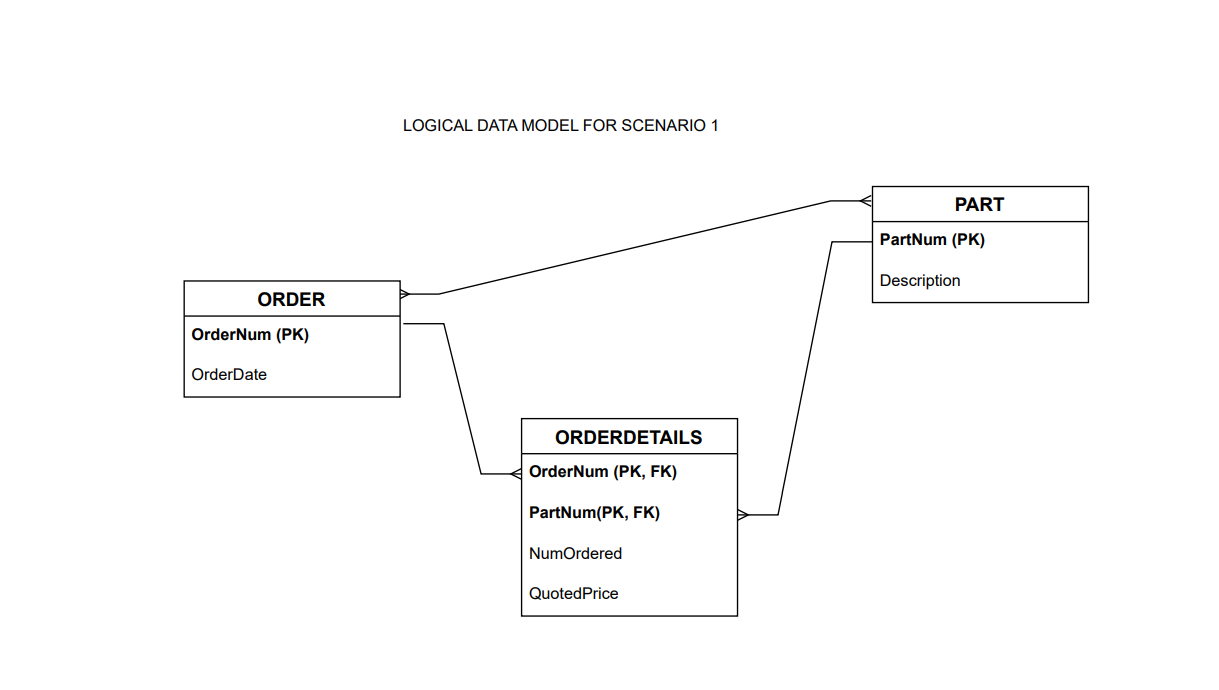 LOGICAL DATA MODEL FOR SCENARIO 1
PART
PartNum (PK)
Description
ORDER
OrderNum (PK)
OrderDate
ORDERDETAILS
OrderNum (PK, FK)
PartNum(PK, FK)
NumOrdered
QuotedPrice